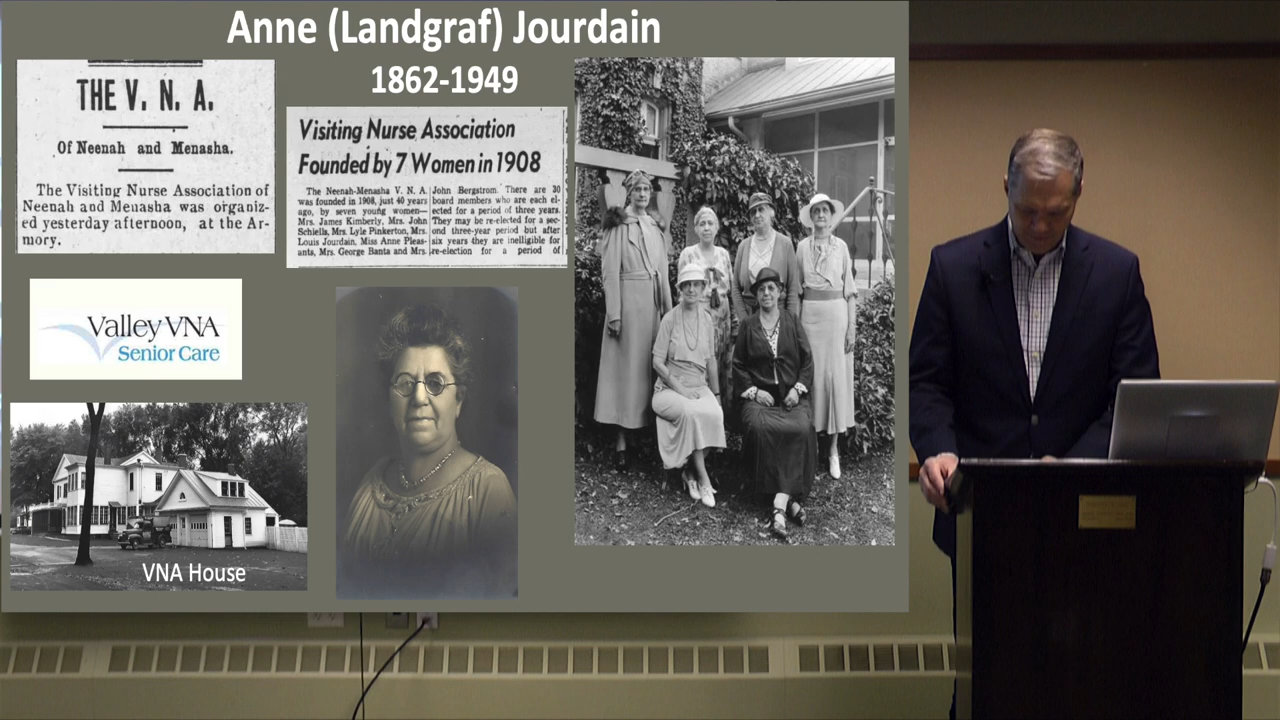 Anne (Landgraf) Jourdain
1862-1949
THE V. N. A.
Of Neenah and Menasha.
The Visiting Nurse Association of
Neenah and Menasha was organiz-
ed yesterday afternoon, at the Ar-
mory.
Visiting Nurse Association
Founded by 7 Women in 1908
The Neenah-Menasha V. N. A.
was founded in 1908, just 40 years
ago, by seven young women—
Mrs. James Kimberly, Mrs. John
Schiells, Mrs. Lyle Pinkerton, Mrs.
Louis Jourdain, Miss Anne Pleas-
ants, Mrs. George Banta and Mrs.
John Bergstrom. There are 30
board members who are each el-
ected for a period of three years.
They may be re-elected for a sec-
ond three-year period but after
six years they are ineligible for
re-election for a period of
Valley VNA
Senior Care
VNA House